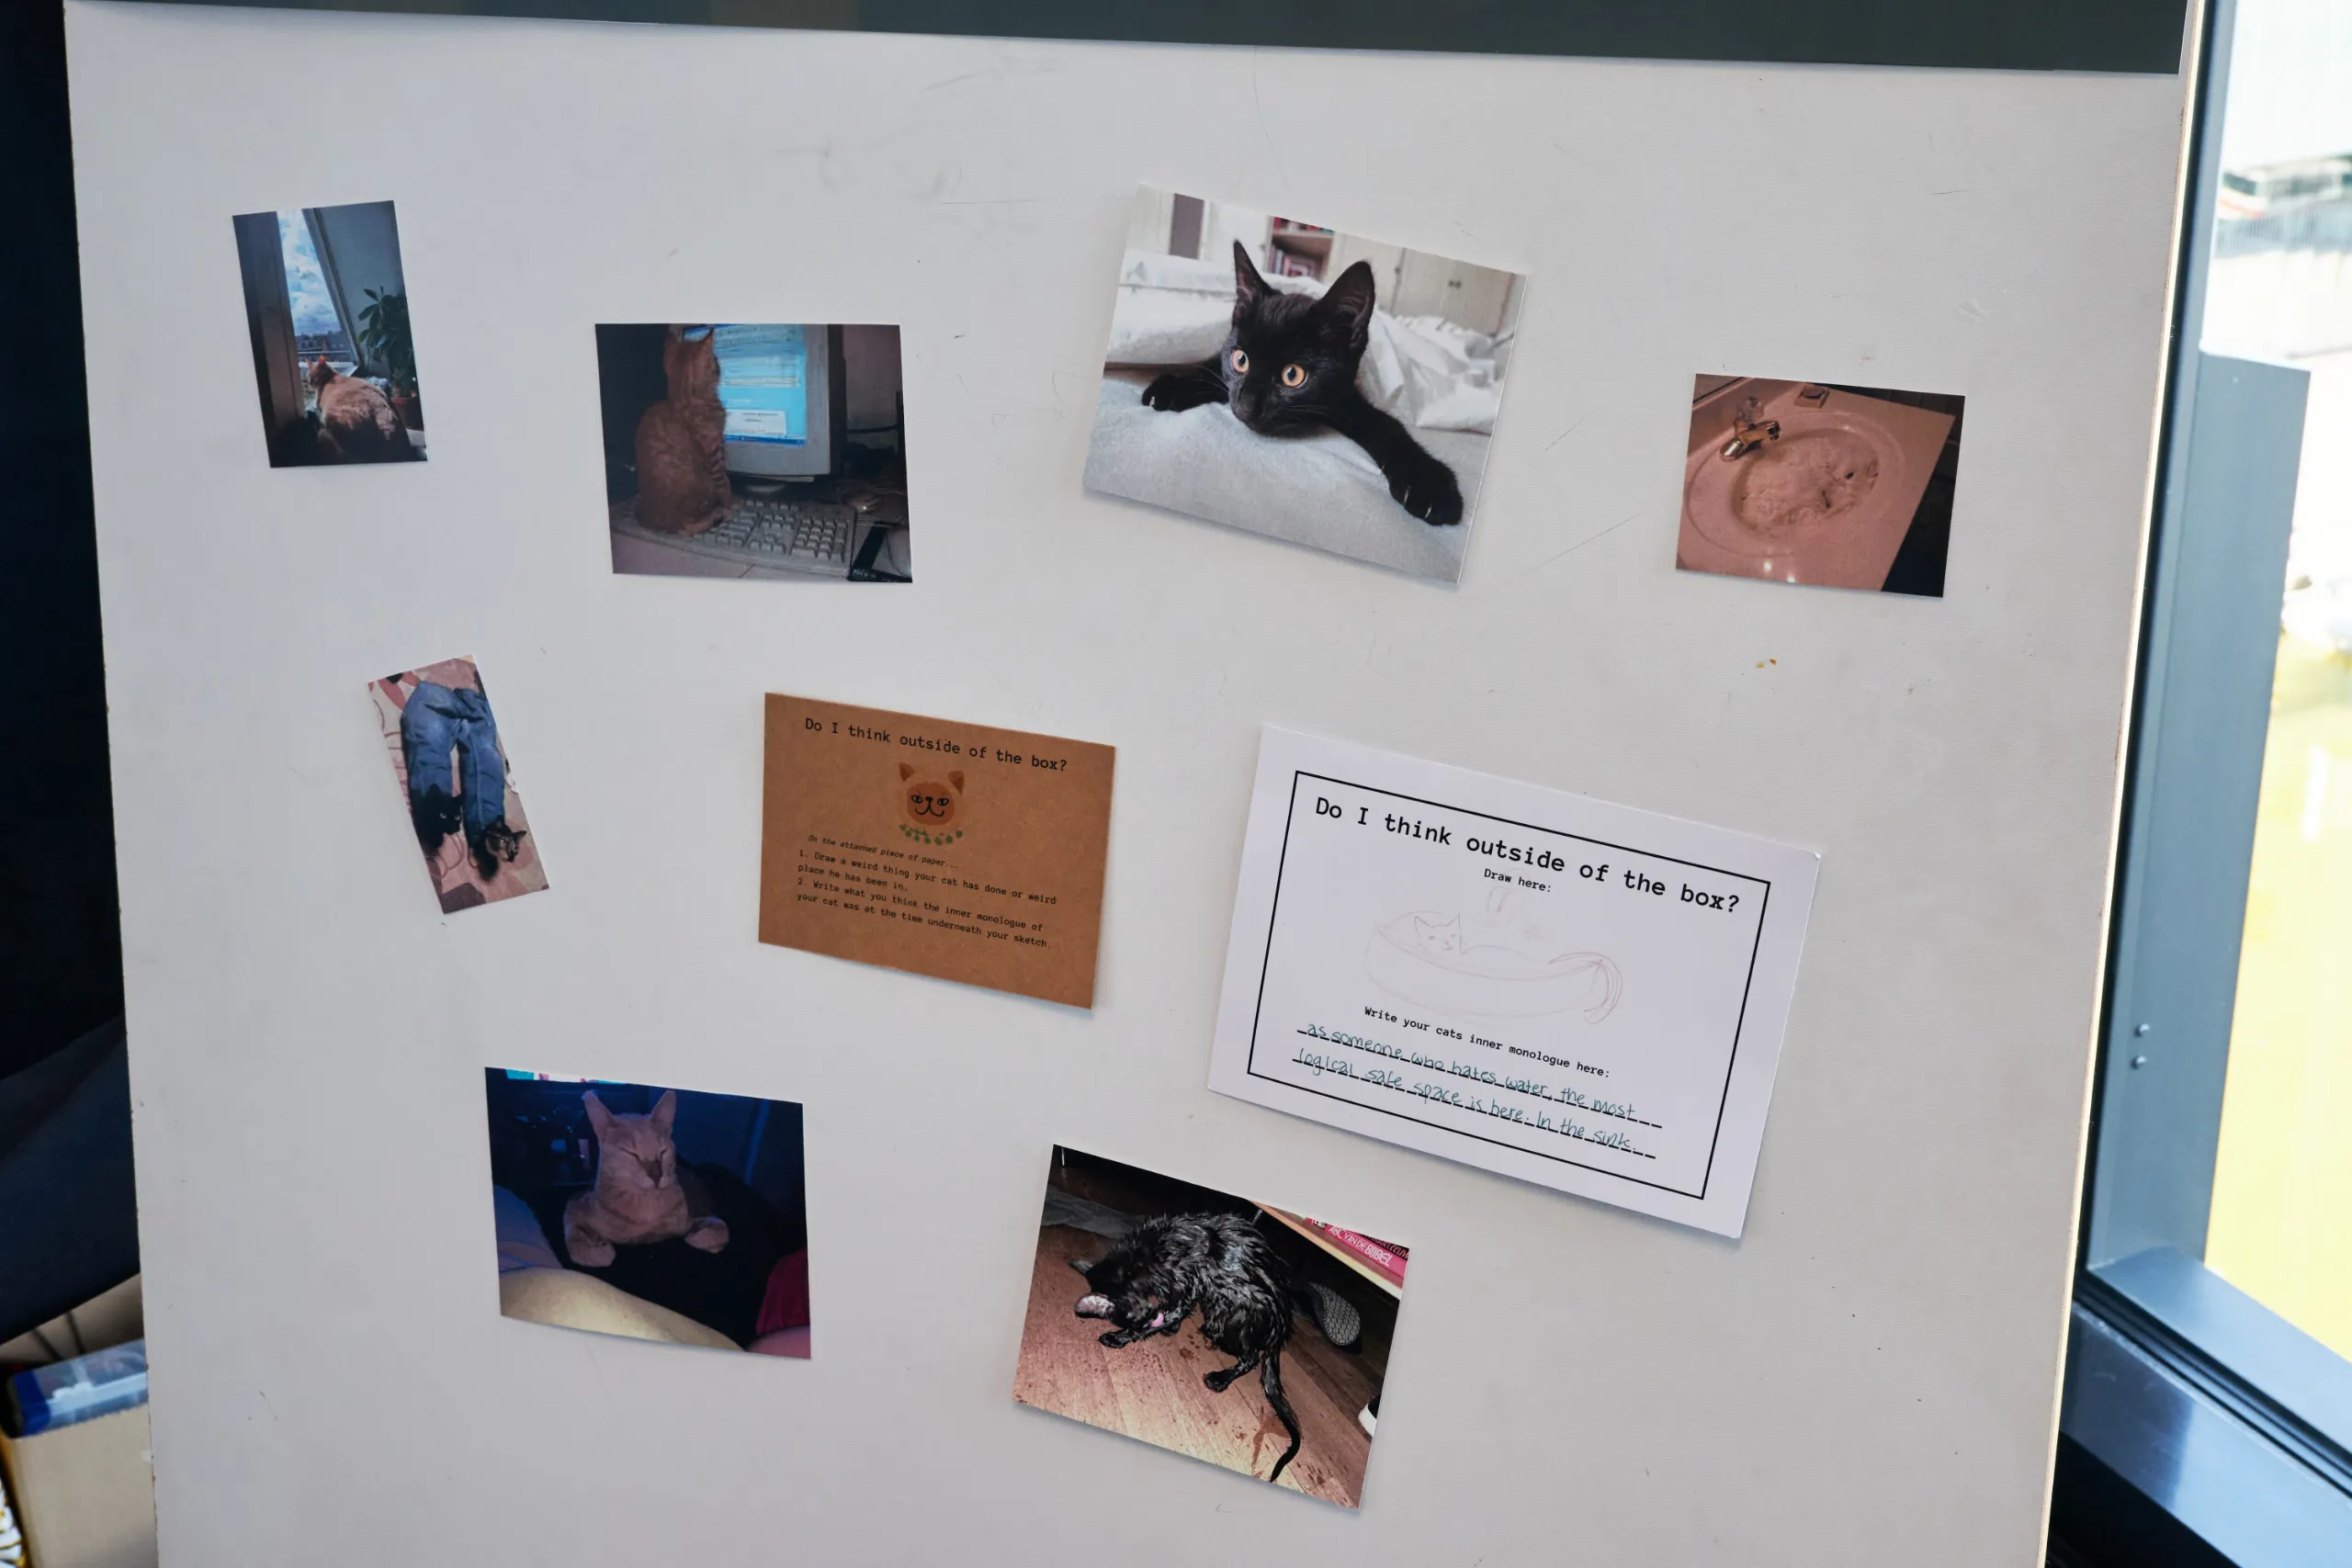 Do I think outside of the box?
On the attached piece of paper...
1. Draw a weird thing your cat has done or weird
place he has been in.
2. Write what you think the inner monologue of
your cat was at the time underneath your sketch
Do I think outside of the box?
Draw here:
Write your cats inner monologue here:
as someone who hates water, the most
logical safe space is here. In the sink.
ABC VAN DE BIJBEL